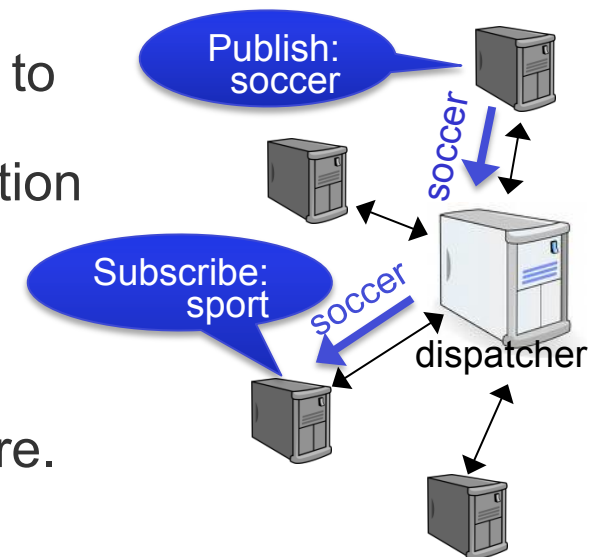 to
Publish:
soccer
soccer
tion
Subscribe:
sport
soccer
dispatcher
re.